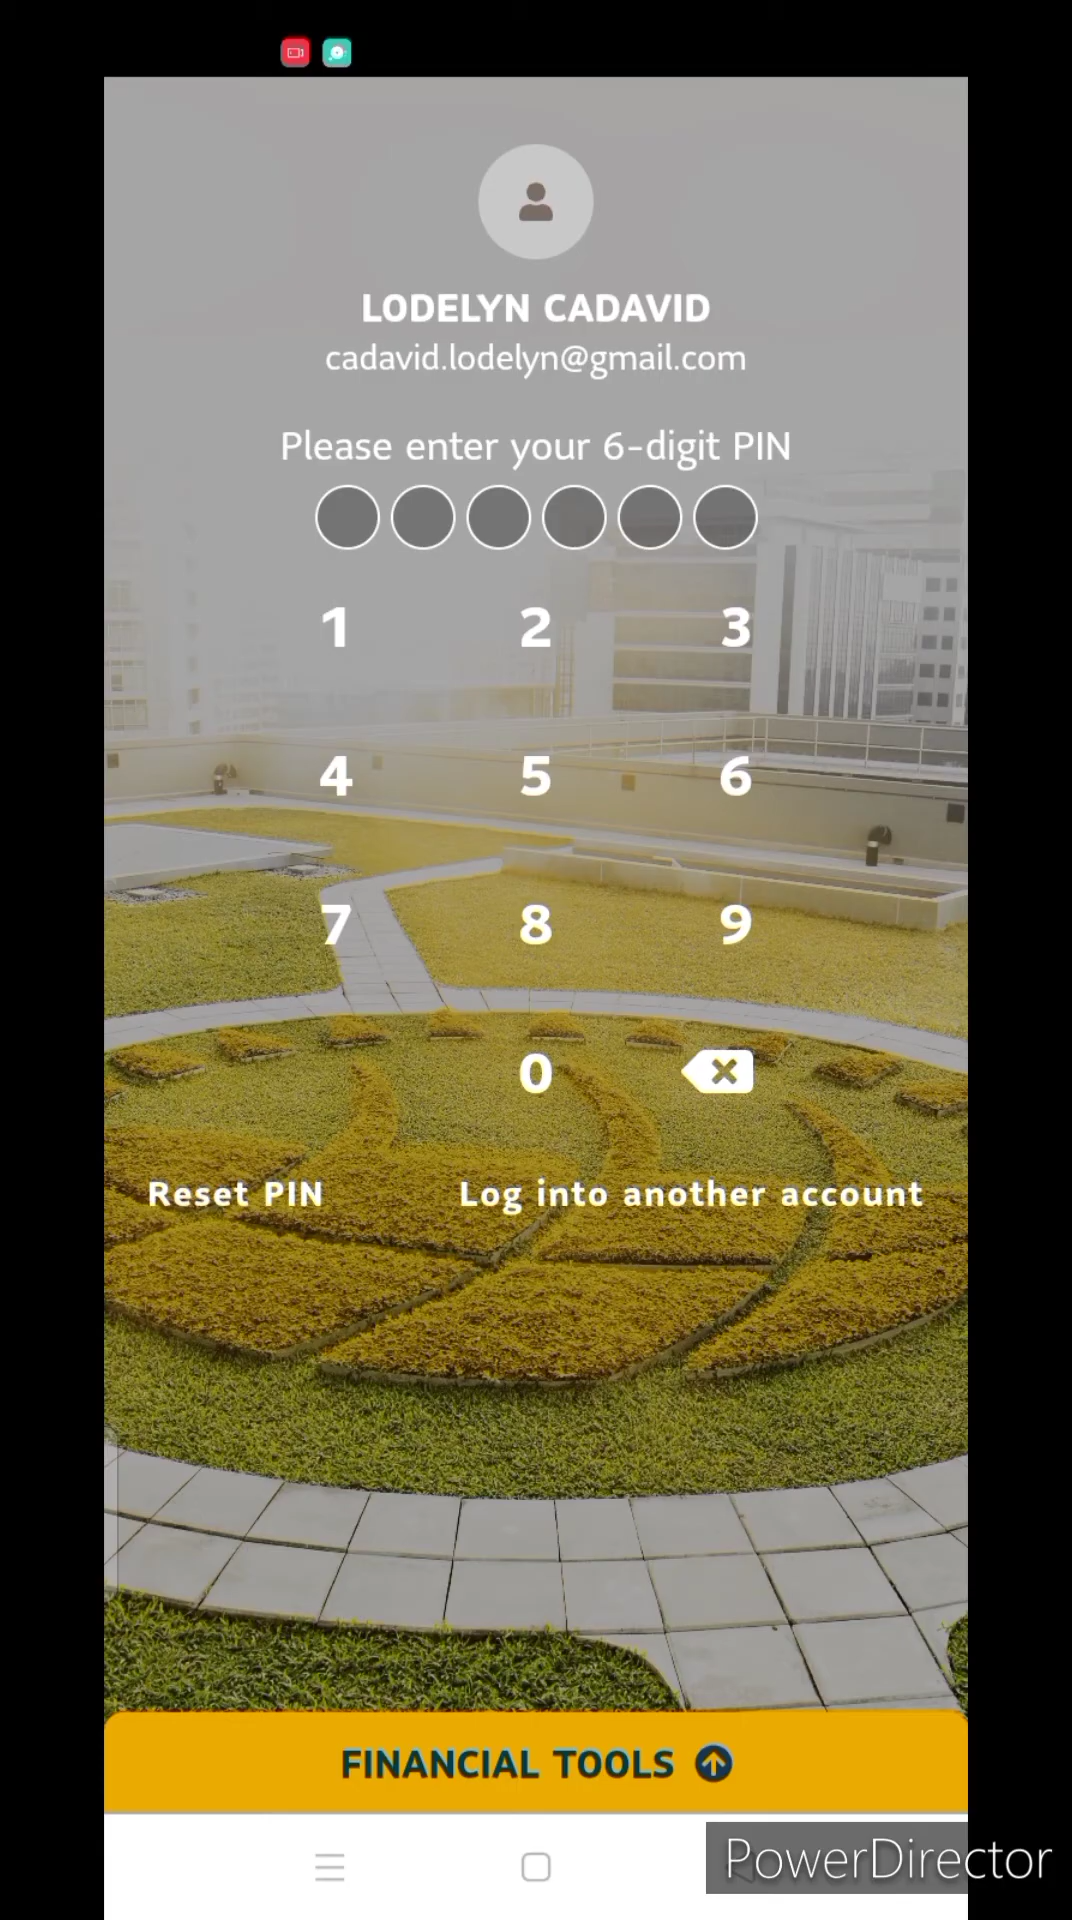 LODELYN CADAVID
cadavid.lodelyn@gmail.com
Please enter your 6-digit PIN
1 2 3
4 5 6
7 8 9
0
Reset PIN Log into another account
FINANCIAL TOOLS
PowerDirector